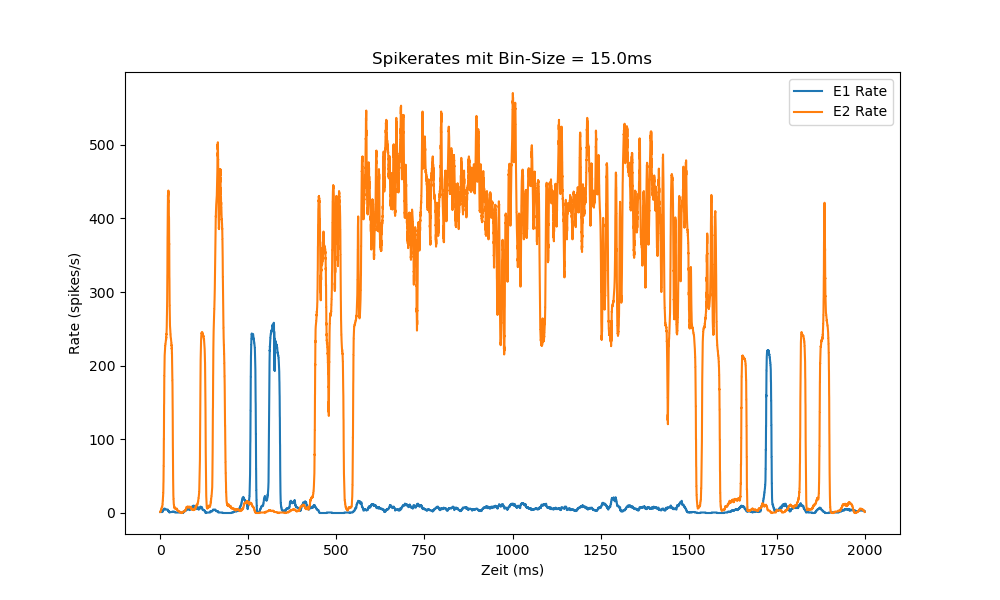 Spikerates mit Bin-Size = 15.0ms
E1 Rate
E2 Rate
Rate (spikes/s)
500
400
300
200
100
0
0 250 500 750 1000 1250 1500 1750 2000
Zeit (ms)